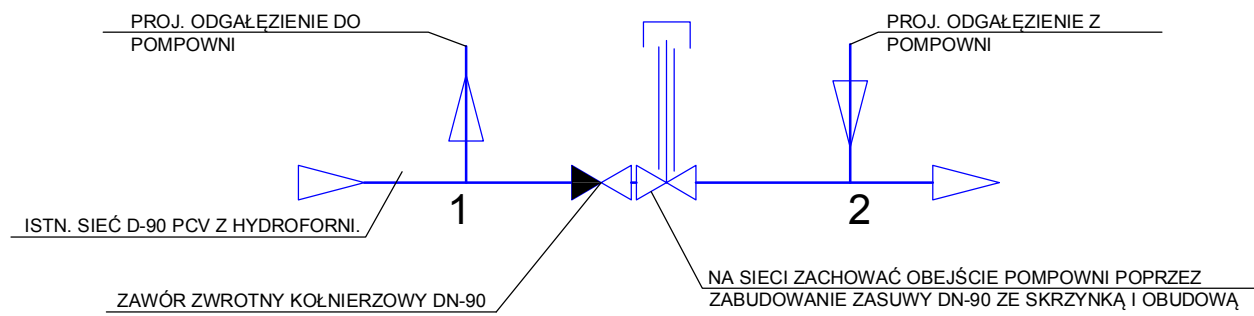 PROJ. ODGAŁĘZIENIE DO
POMPOWNI
PROJ. ODGAŁĘZIENIE Z
POMPOWNI
1
2
ISTN. SIEĆ D-90 PCV Z HYDROFORNI.
ZAWÓR ZWROTNY KOŁNIERZOWY DN-90
NA SIECI ZACHOWAĆ OBEJŚCIE POMPOWNI POPRZEZ
ZABUDOWANIE ZASUWY DN-90 ZE SKRZYNKĄ I OBUDOWĄ